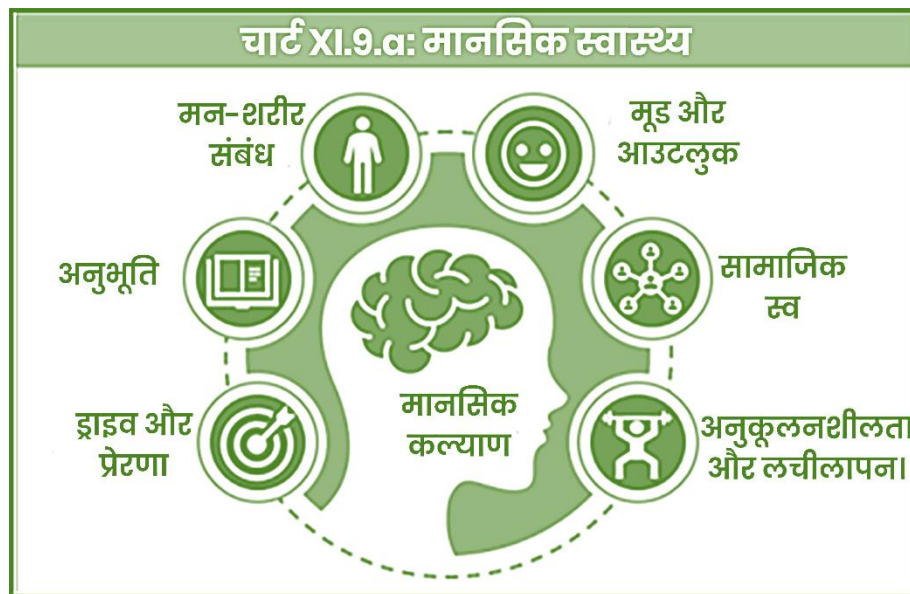 चार्ट XI.9.a: मानसिक स्वास्थ्य
मन-शरीर
संबंध
मूड और
आउटलुक
अनुभूति
सामाजिक
स्व
ड्राइव और
प्रेरणा
मानसिक
कल्याण
अनुकूलनशीलता
और लचीलापन।